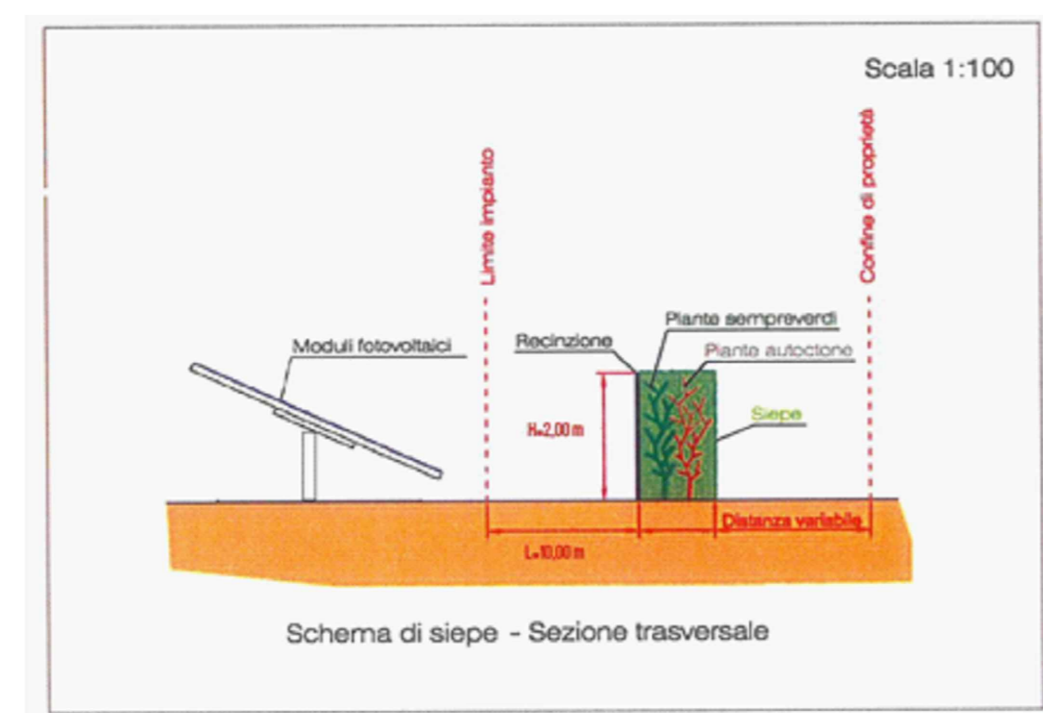 Scala 1:100
Limite impianto
Confine di proprietà
Piante sempreverdi
Recinzione
Piante autoctone
Moduli fotovoltaici
Siepe
H=2,00 m
Distanza variabile
L=10,00 m
Schema di siepe - Sezione trasversale